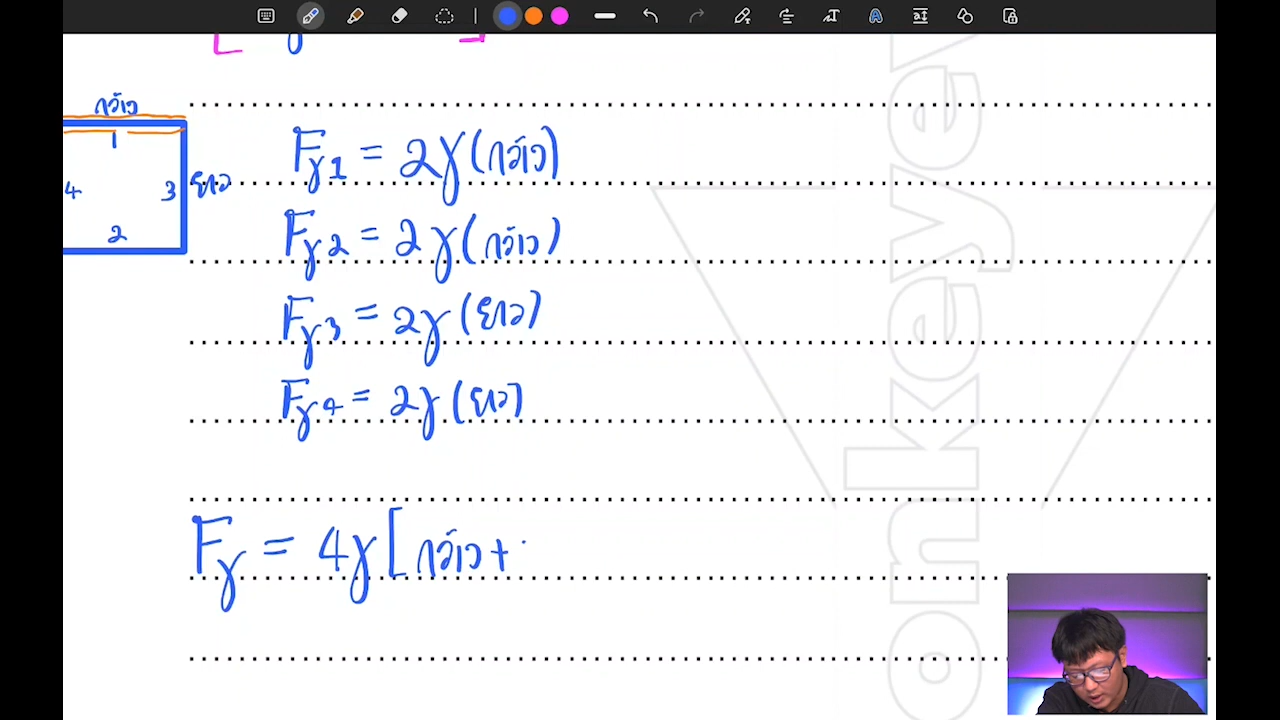 กว้าง
1
4
3
ยาว
2
Fγ1 = 2γ(กว้าง)
Fγ2 = 2γ(กว้าง)
Fγ3 = 2γ(ยาว)
Fγ4 = 2γ(ยาว)
Fγ = 4γ[กว้าง+
onkeyev